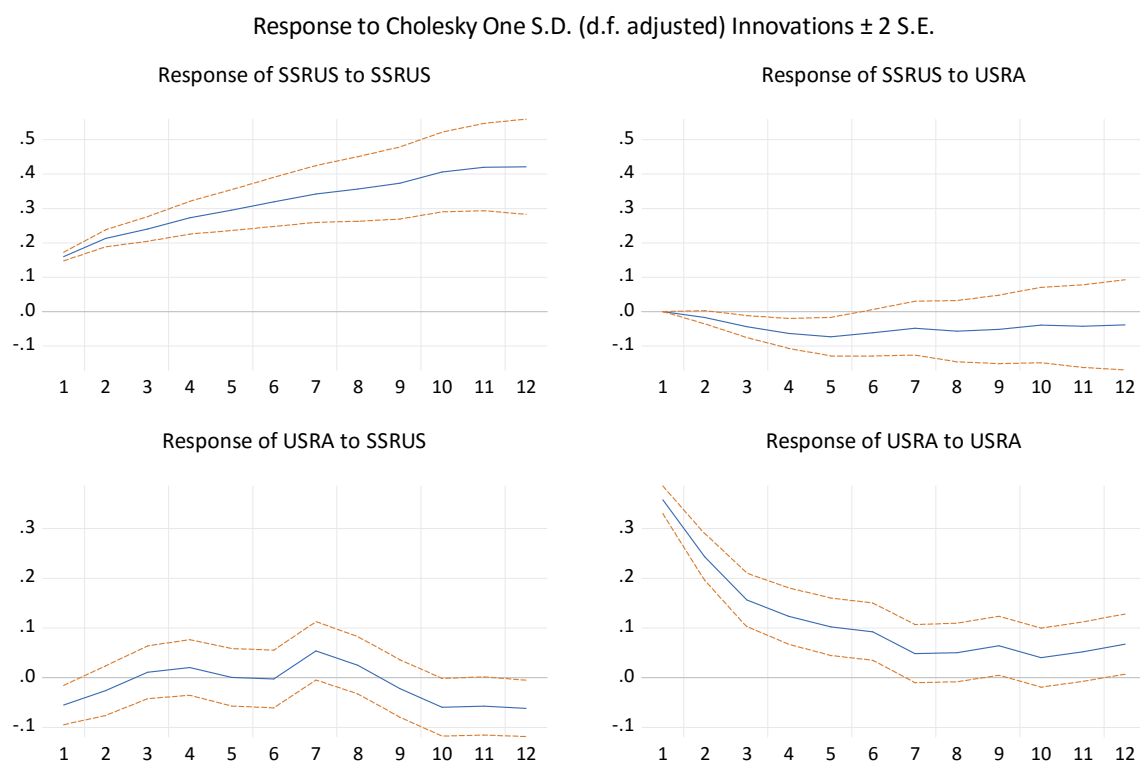 Response to Cholesky One S.D. (d.f. adjusted) Innovations ± 2 S.E.
Response of SSRUS to SSRUS
.5
.4
.3
.2
.1
.0
-.1
1 2 3 4 5 6 7 8 9 10 11 12
Response of SSRUS to USRA
.5
.4
.3
.2
.1
.0
-.1
1 2 3 4 5 6 7 8 9 10 11 12
Response of USRA to SSRUS
.3
.2
.1
.0
-.1
1 2 3 4 5 6 7 8 9 10 11 12
Response of USRA to USRA
.3
.2
.1
.0
-.1
1 2 3 4 5 6 7 8 9 10 11 12